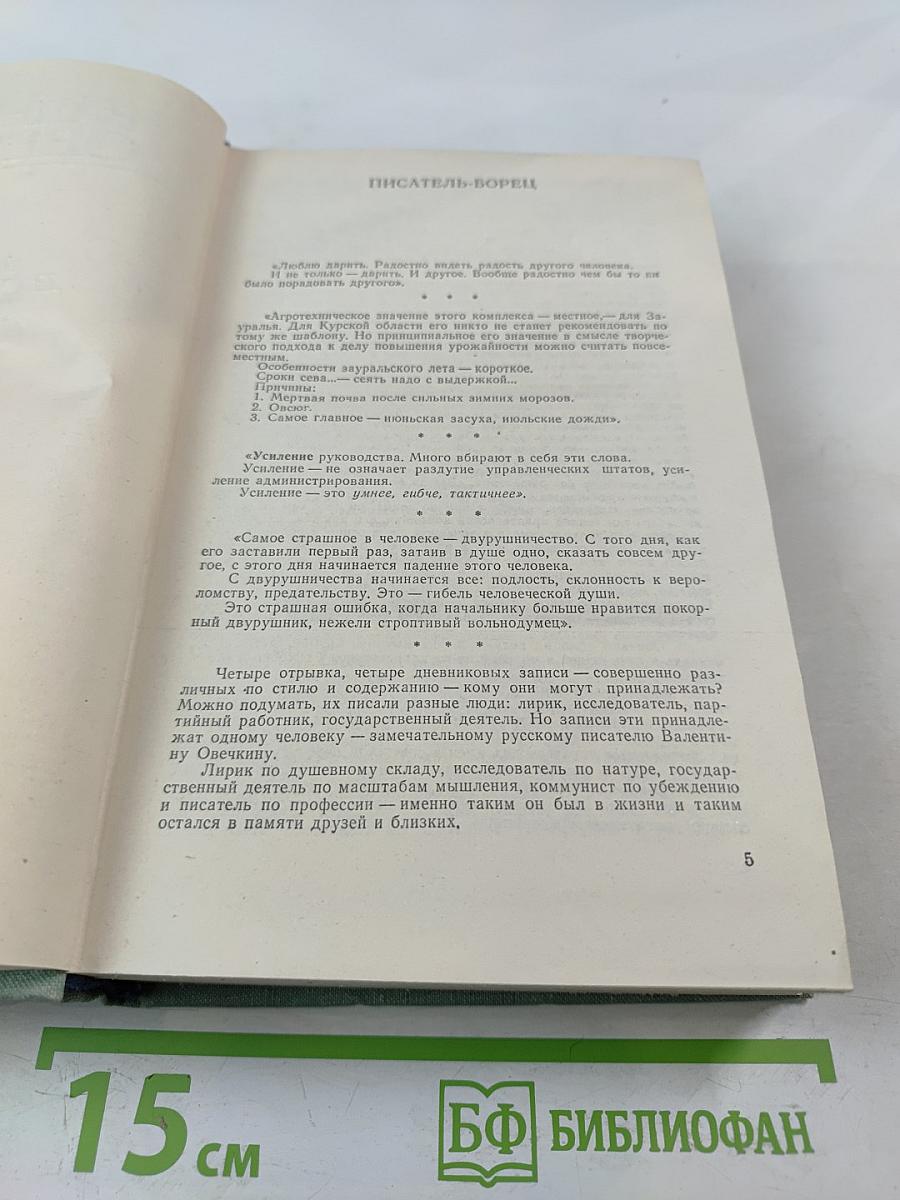 ПИСАТЕЛЬ-БОРЕЦ
«Люблю дарить. Радостно видеть радость другого человека.
И не только — дарить. И другое. Вообще радостно чем бы то ни
было порадовать другого».
* * *
«Агротехническое значение этого комплекса — местное,— для За-
уралья. Для Курской области его никто не станет рекомендовать по
тому же шаблону. Но принципиальное его значение в смысле творче-
ского подхода к делу повышения урожайности можно считать повсе-
местным.
Особенности зауральского лета — короткое.
Сроки сева...— сеять надо с выдержкой...
Причины:
1. Мертвая почва после сильных зимних морозов.
2. Овсюг.
3. Самое главное — июньская засуха, июльские дожди».
* * *
«Усиление руководства. Много вбирают в себя эти слова.
Усиление — не означает раздутие управленческих штатов, уси-
ление администрирования.
Усиление — это умнее, гибче, тактичнее».
* * *
«Самое страшное в человеке — двурушничество. С того дня, как
его заставили первый раз, затаив в душе одно, сказать совсем дру-
гое, с этого дня начинается падение этого человека.
С двурушничества начинается все: подлость, склонность к веро-
ломству, предательству. Это — гибель человеческой души.
Это страшная ошибка, когда начальнику больше нравится покор-
ный двурушник, нежели строптивый вольнодумец».
* * *
Четыре отрывка, четыре дневниковых записи — совершенно раз-
личных по стилю и содержанию — кому они могут принадлежать?
Можно подумать, их писали разные люди: лирик, исследователь, пар-
тийный работник, государственный деятель. Но записи эти принадле-
жат одному человеку — замечательному русскому писателю Валенти-
ну Овечкину.
Лирик по душевному складу, исследователь по натуре, государ-
ственный деятель по масштабам мышления, коммунист по убеждению
и писатель по профессии — именно таким он был в жизни и таким
остался в памяти друзей и близких.
5
15 см
БФ БИБЛИОФАН